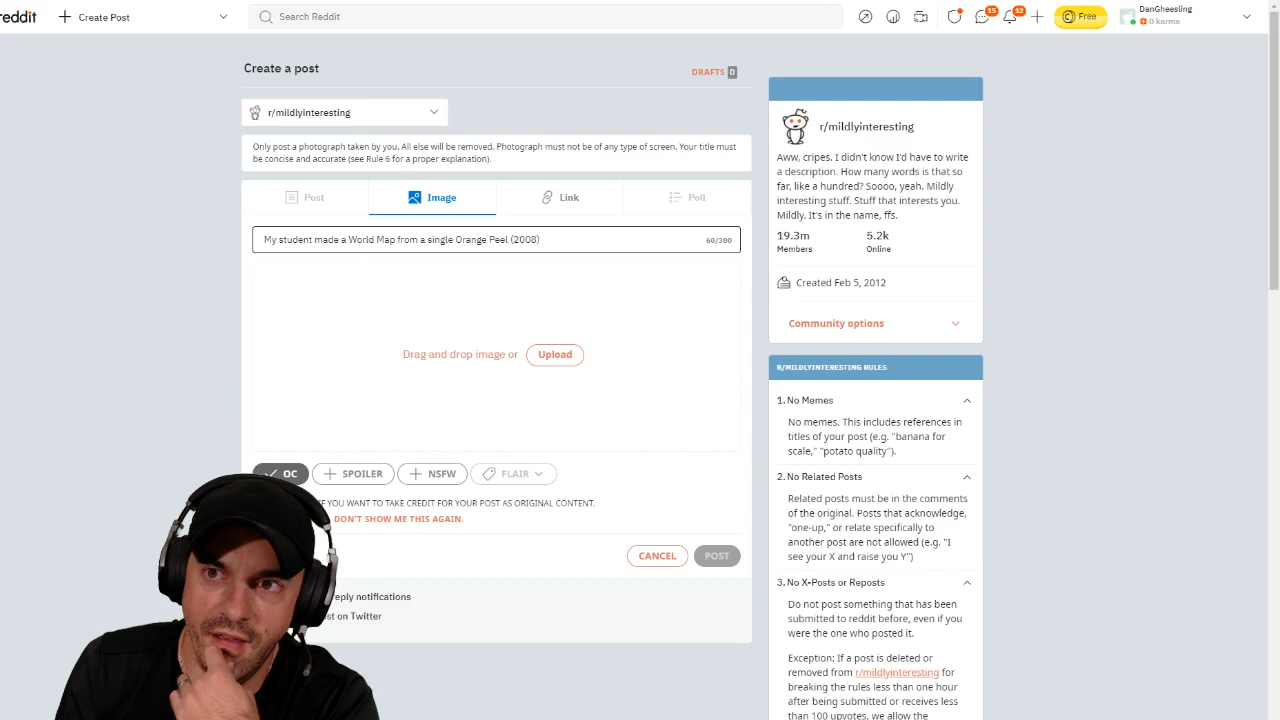 reddit
Create Post
Search Reddit
15
12
Free
DanGheesling
0 karma
Create a post
DRAFTS 0
r/mildlyinteresting
Only post a photograph taken by you. All else will be removed. Photograph must not be of any type of screen. Your title must
be concise and accurate (see Rule 6 for a proper explanation).
Post
Image
Link
Poll
My student made a World Map from a single Orange Peel (2008)
60/300
Drag and drop image or Upload
OC
SPOILER
NSFW
FLAIR
YOU WANT TO TAKE CREDIT FOR YOUR POST AS ORIGINAL CONTENT.
DON'T SHOW ME THIS AGAIN.
CANCEL
POST
reply notifications
on Twitter
r/mildlyinteresting
Aww, cripes. I didn't know I'd have to write
a description. How many words is that so
far, like a hundred? Soooo, yeah. Mildly
interesting stuff. Stuff that interests you.
Mildly. It's in the name, ffs.
19.3m 5.2k
Members Online
Created Feb 5, 2012
Community options
R/MILDLYINTERESTING RULES
1. No Memes
No memes. This includes references in
titles of your post (e.g. "banana for
scale," "potato quality").
2. No Related Posts
Related posts must be in the comments
of the original. Posts that acknowledge,
"one-up," or relate specifically to
another post are not allowed (e.g. "I
see your X and raise you Y")
3. No X-Posts or Reposts
Do not post something that has been
submitted to reddit before, even if you
were the one who posted it.
Exception: If a post is deleted or
removed from r/mildlyinteresting for
breaking the rules less than one hour
after being submitted or receives less
than 100 upvotes, we allow the